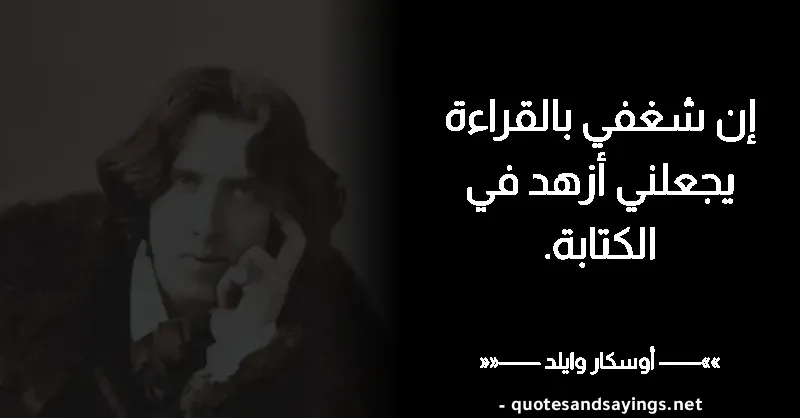 إن شغفي بالقراءة
يجعلني أزهد في
الكتابة.
»»—— أوسكار وايلد ——««
- quotesandsayings.net